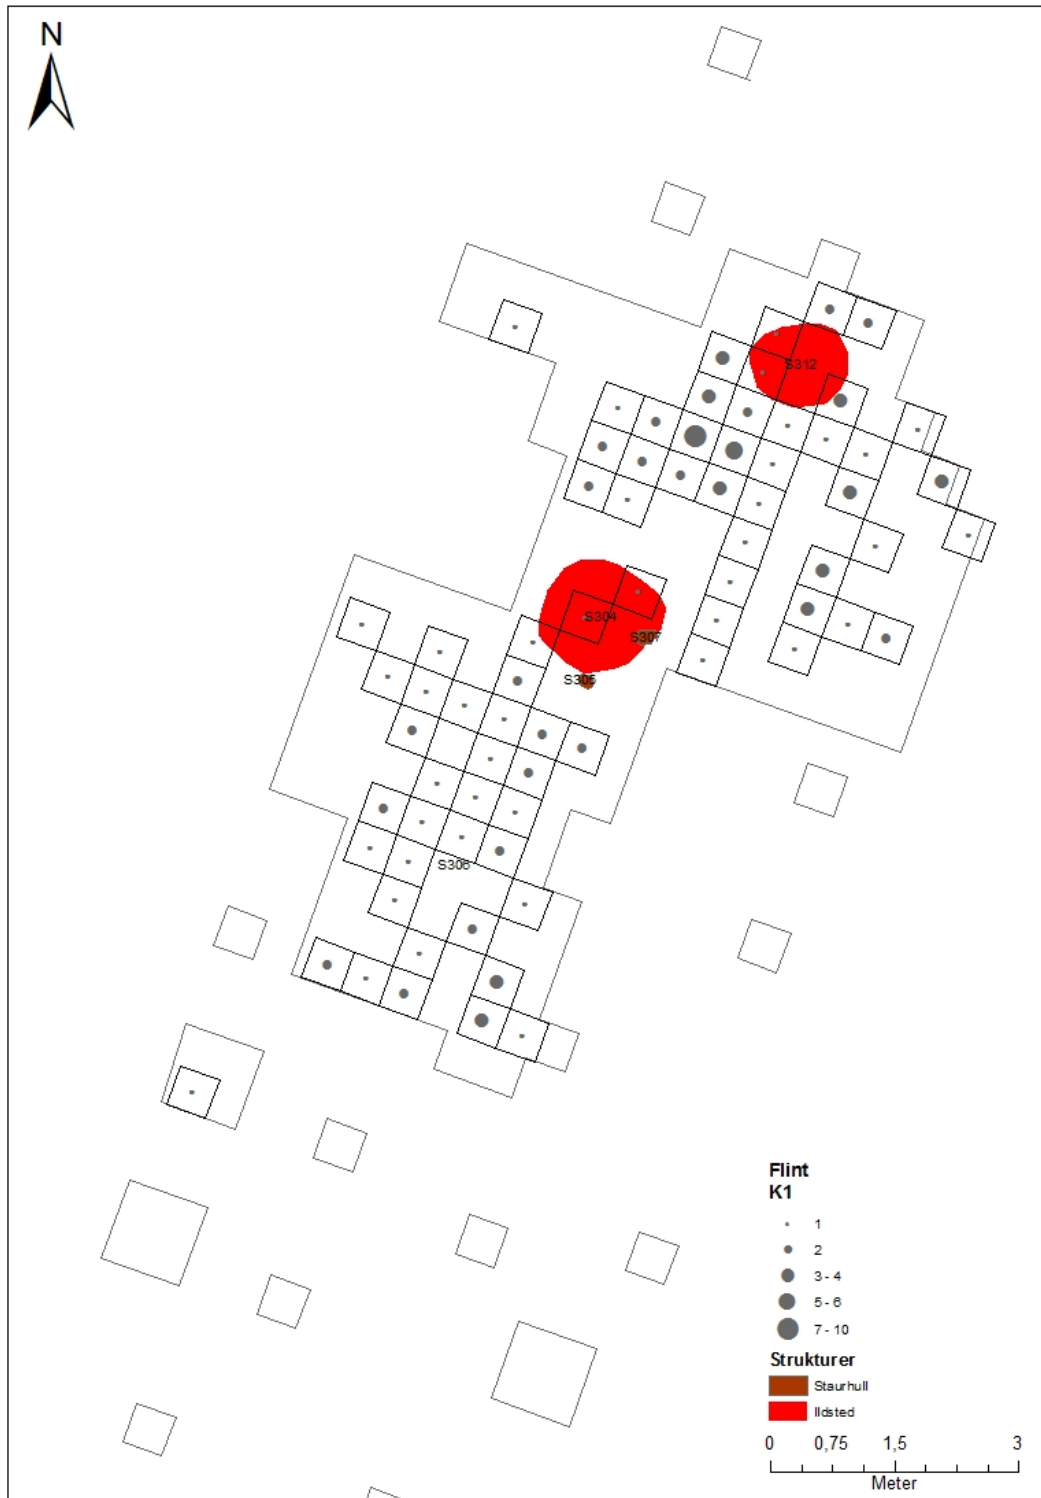 N
S312
S304
S307
S305
S306
Flint
K1
1
2
3 - 4
5 - 6
7 - 10
Strukturer
Staurhull
Ildsted
0 0,75 1,5 3
Meter